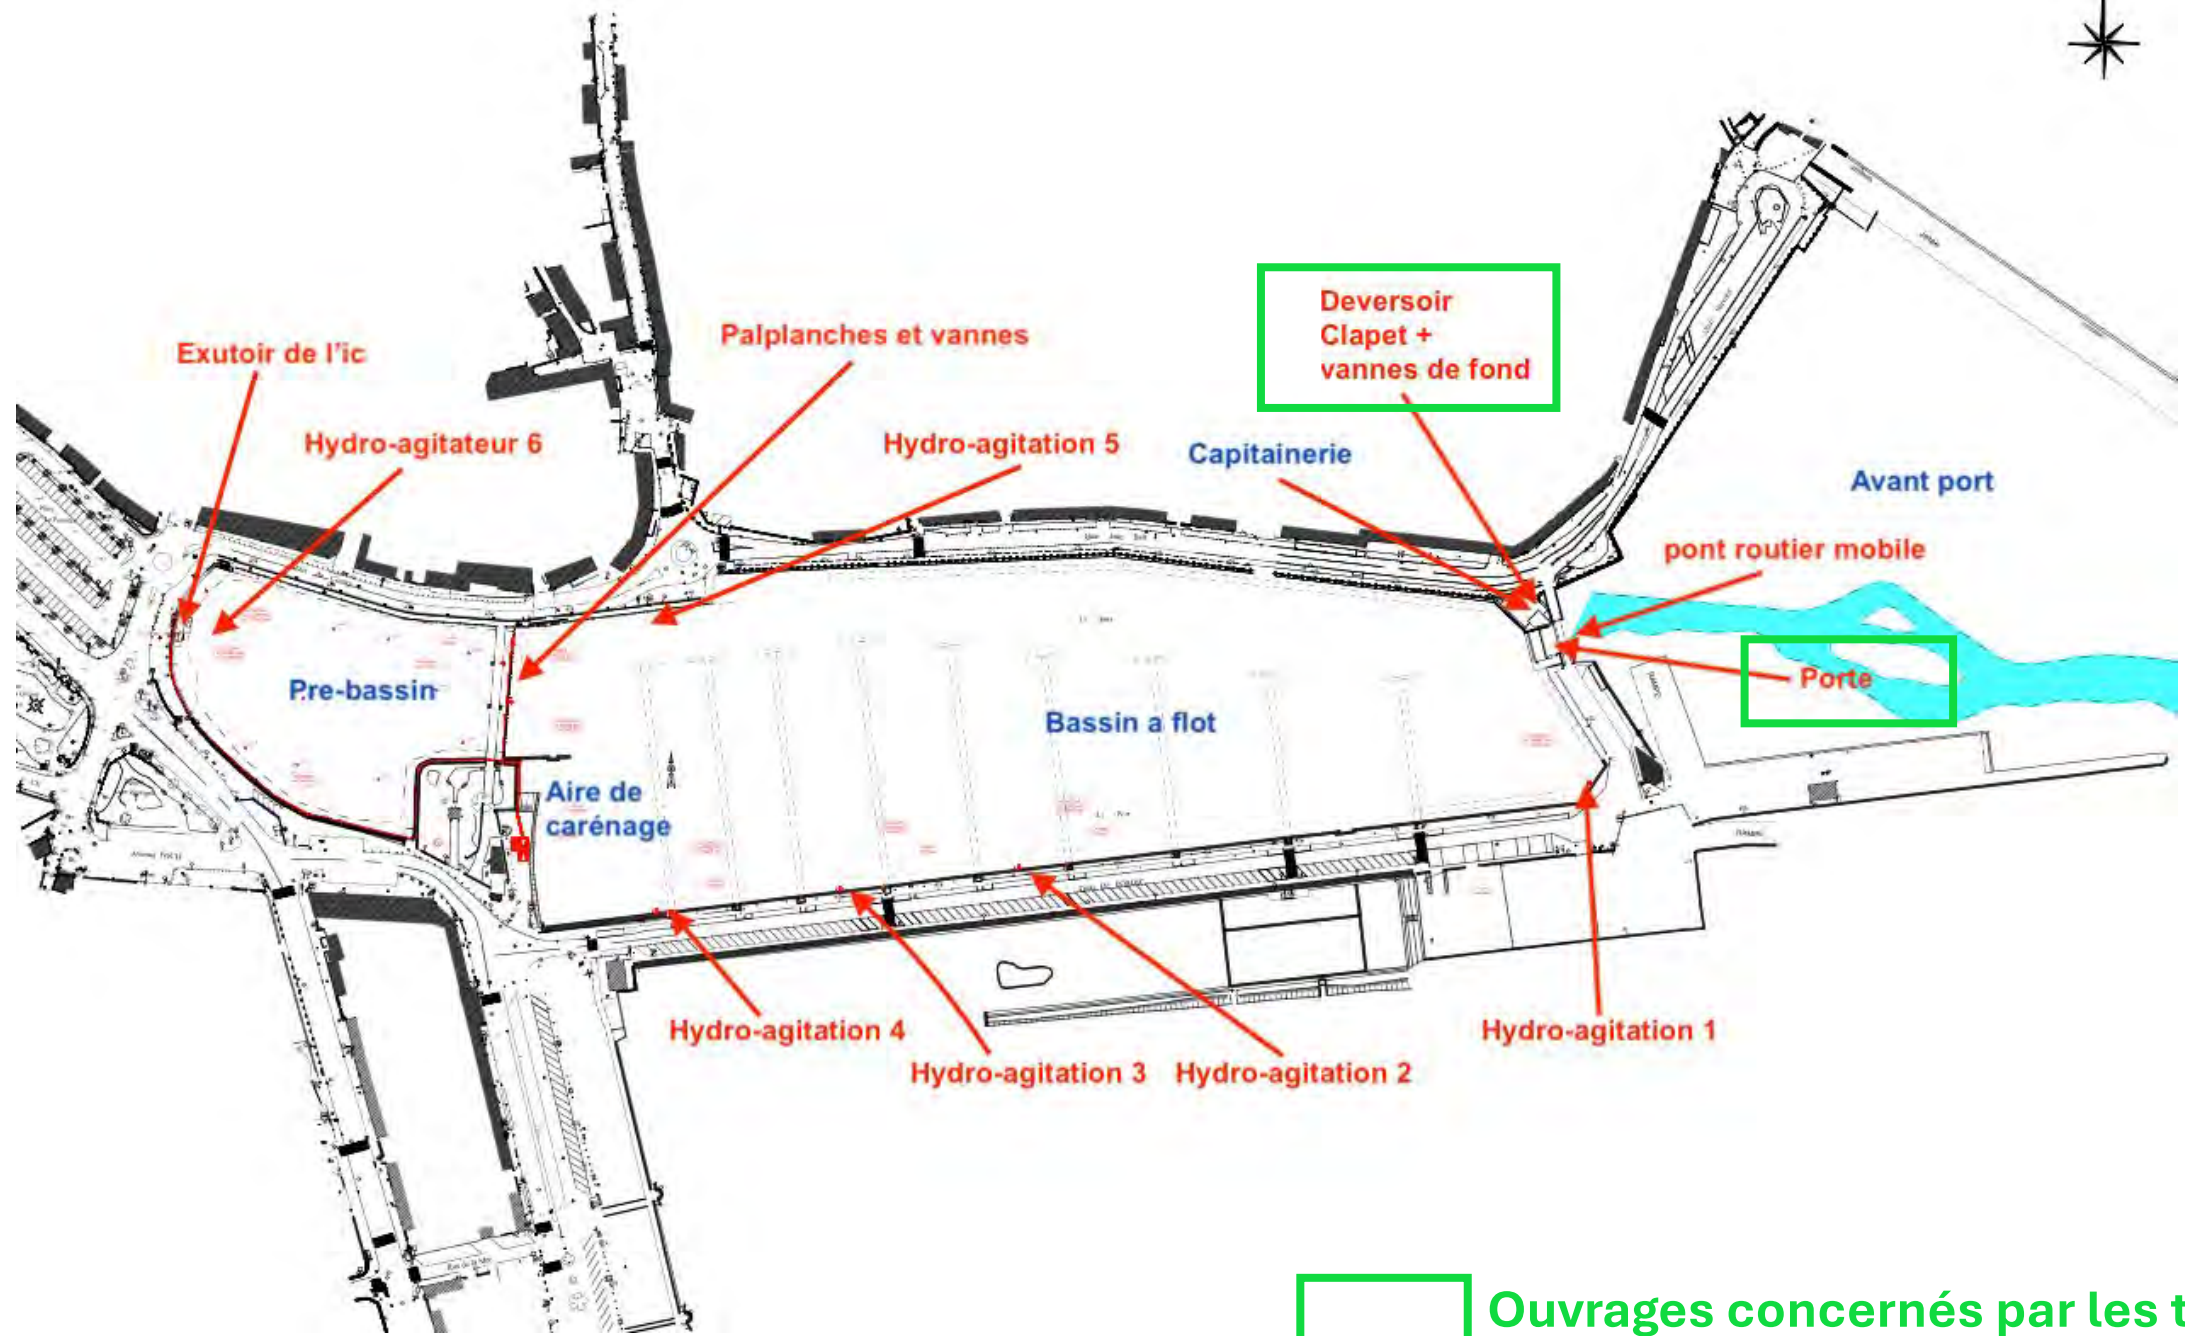 Deversoir
Clapet +
vannes de fond
Palplanches et vannes
Exutoir de l'ic
Hydro-agitateur 6
Hydro-agitation 5
Capitainerie
Avant port
pont routier mobile
Porte
Pre-bassin
Bassin a flot
Aire de
carénage
Hydro-agitation 4
Hydro-agitation 3
Hydro-agitation 2
Hydro-agitation 1
Ouvrages concernés par les t